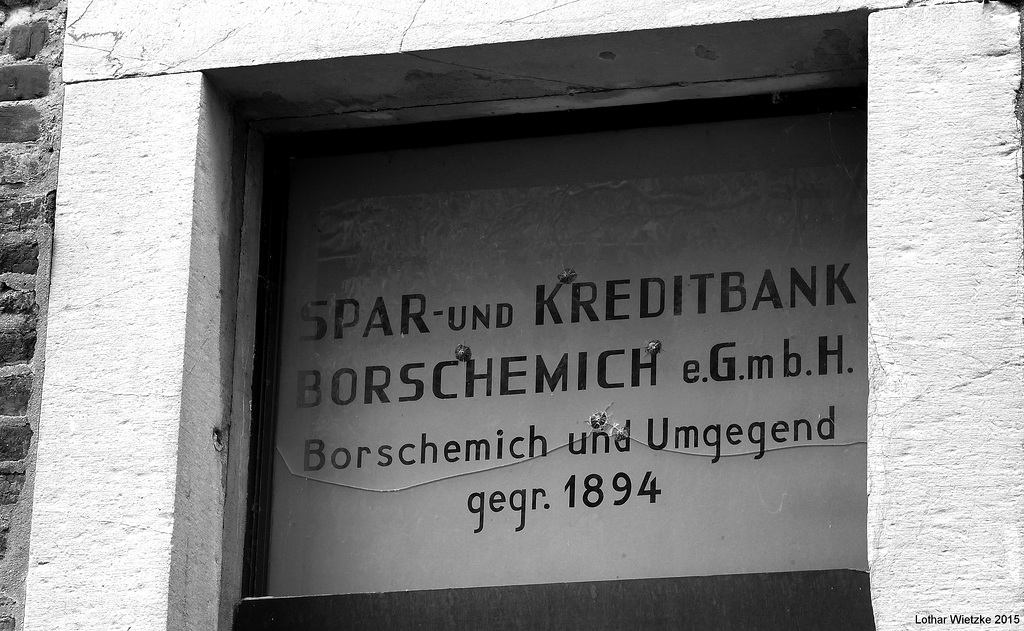 SPAR-UND KREDITBANK
BORSCHEMICH e.G.m b.H.
Borschemich und Umgegend
gegr. 1894
Lothar Wietzke 2015